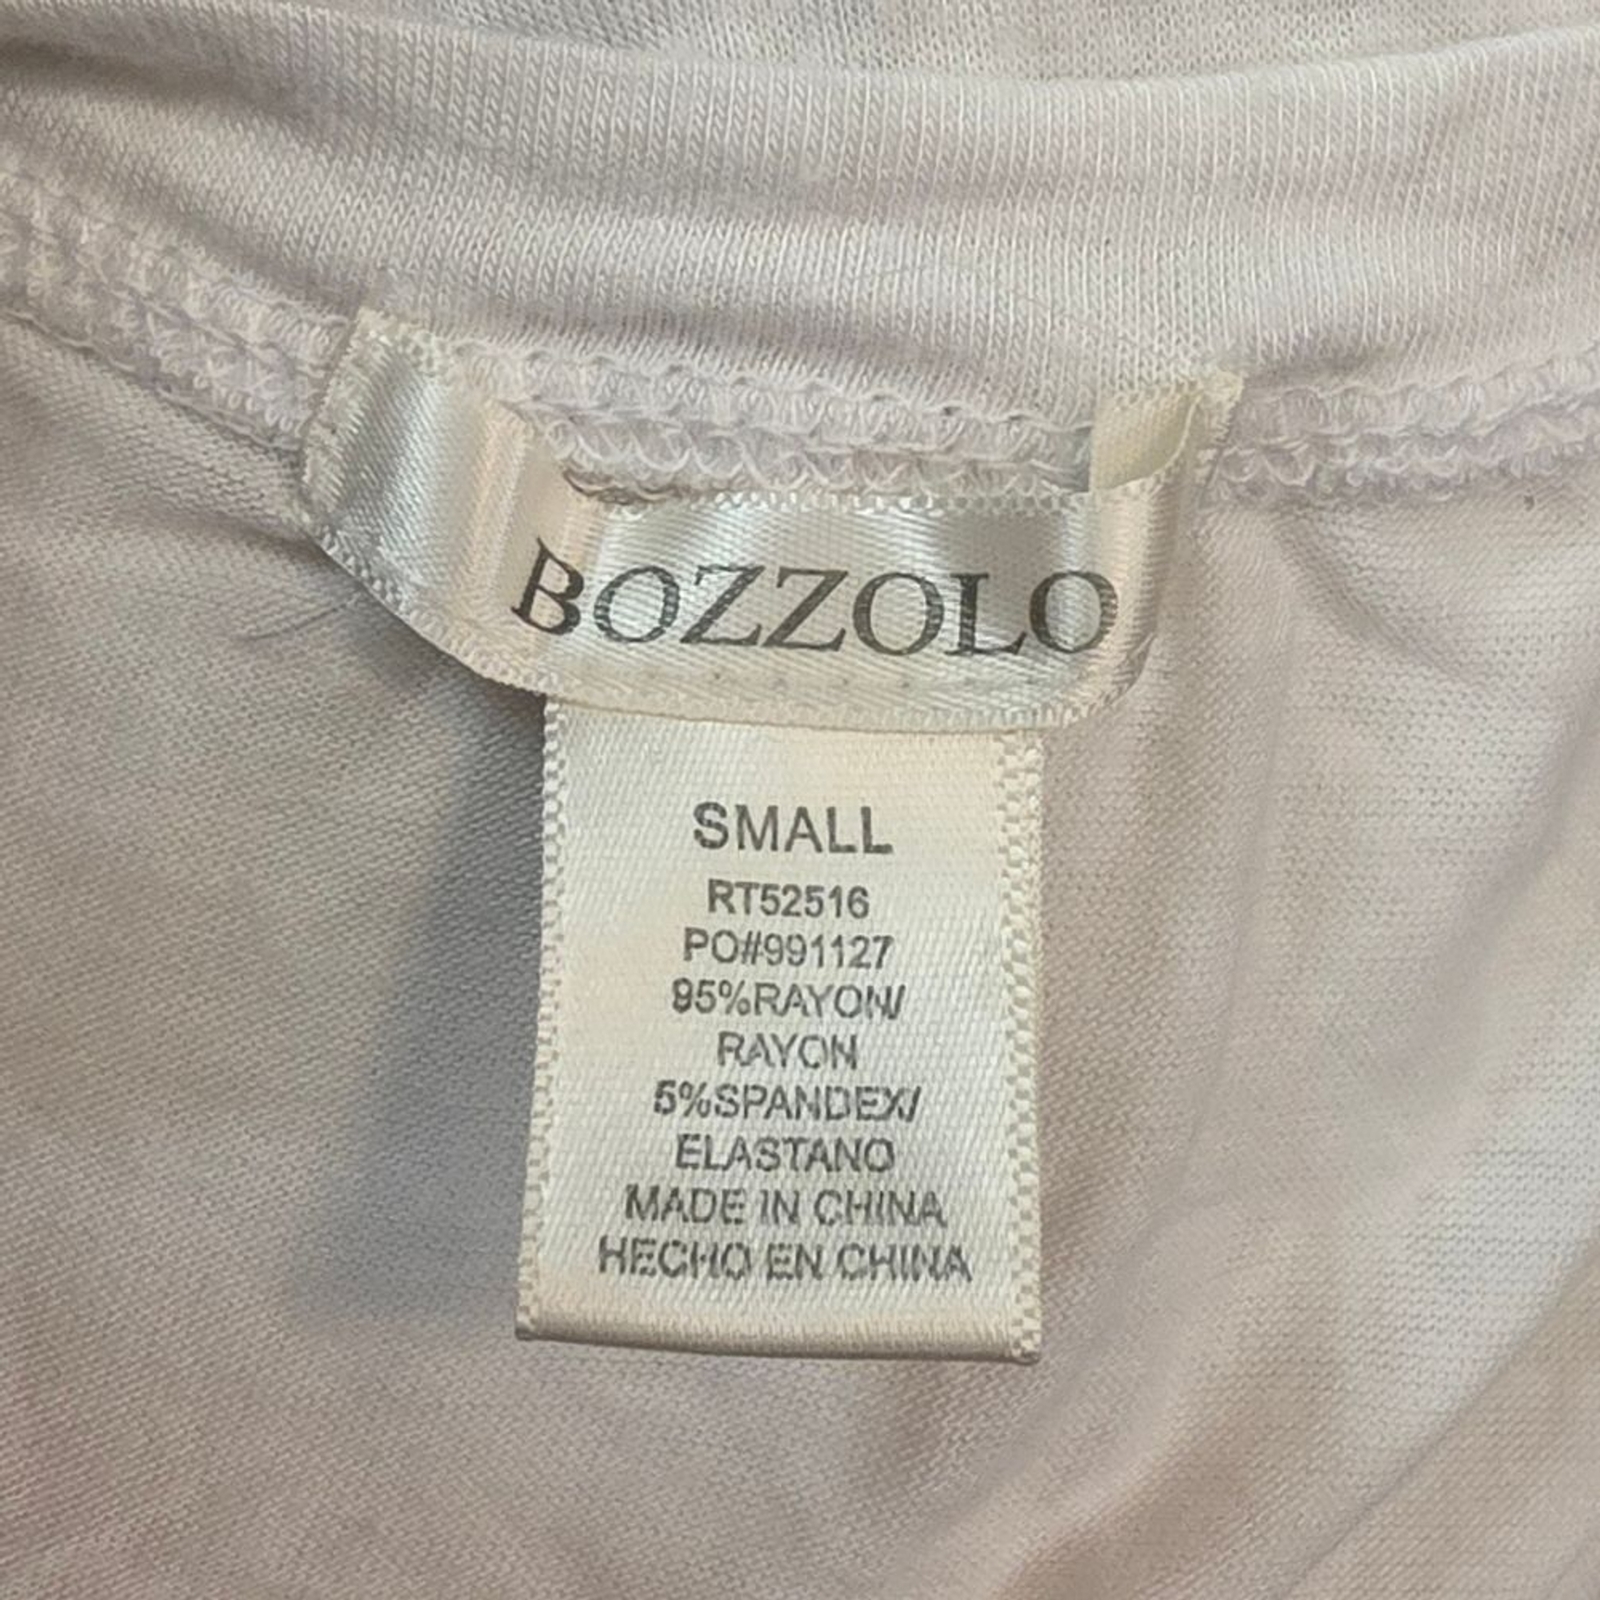 BOZZOLO
SMALL
RT52516
PO#991127
95%RAYON/
RAYON
5%SPANDEX/
ELASTANO
MADE IN CHINA
HECHO EN CHINA